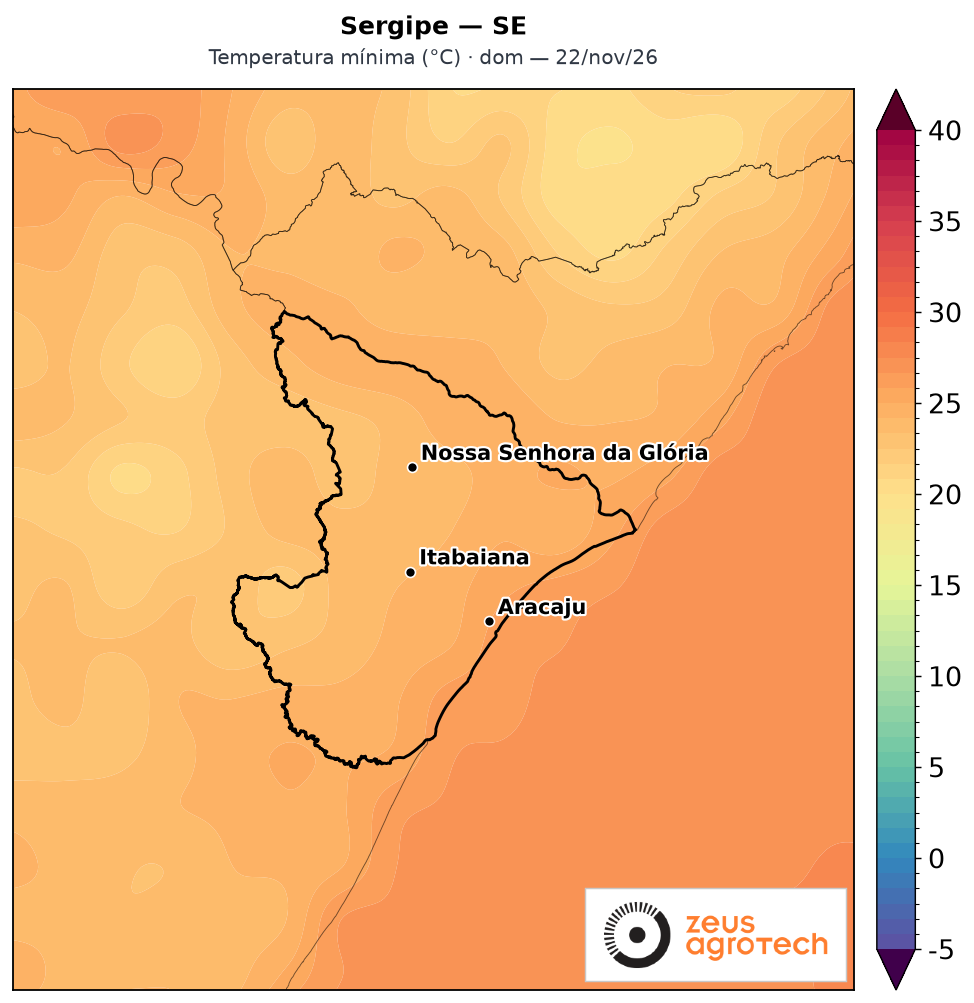 Sergipe — SE
Temperatura mínima (°C) · dom — 22/nov/26
Nossa Senhora da Glória
Itabaiana
Aracaju
40
35
30
25
20
15
10
5
0
-5
zeus
agrotech